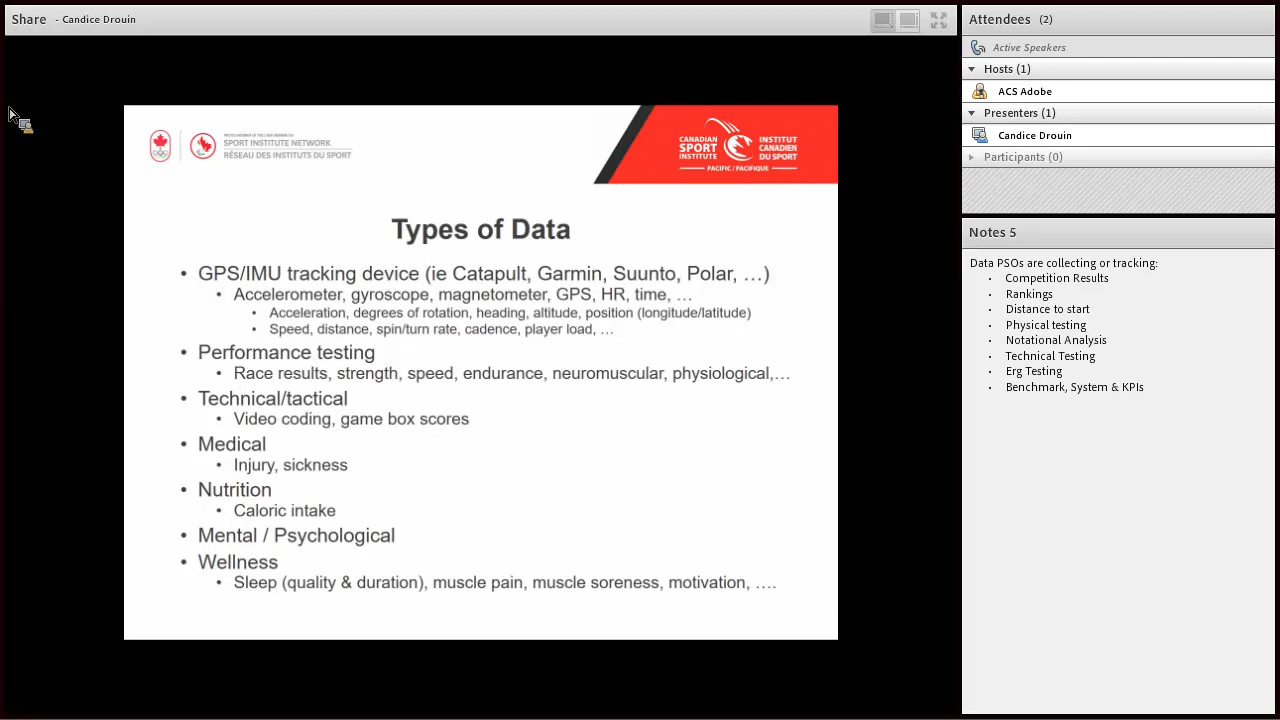 Share - Candice Drouin
SPORT INSTITUTE NETWORK
RÉSEAU DES INSTITUTS DU SPORT
CANADIAN SPORT INSTITUTE
INSTITUT CANADIEN DU SPORT
PACIFIC / PACIFIQUE
Types of Data
• GPS/IMU tracking device (ie Catapult, Garmin, Suunto, Polar, …)
• Accelerometer, gyroscope, magnetometer, GPS, HR, time, …
• Acceleration, degrees of rotation, heading, altitude, position (longitude/latitude)
• Speed, distance, spin/turn rate, cadence, player load, …
• Performance testing
• Race results, strength, speed, endurance, neuromuscular, physiological,…
• Technical/tactical
• Video coding, game box scores
• Medical
• Injury, sickness
• Nutrition
• Caloric intake
• Mental / Psychological
• Wellness
• Sleep (quality & duration), muscle pain, muscle soreness, motivation, ….
Attendees (2)
Active Speakers
Hosts (1)
ACS Adobe
Presenters (1)
Candice Drouin
Participants (0)
Notes 5
Data PSOs are collecting or tracking:
• Competition Results
• Rankings
• Distance to start
• Physical testing
• Notational Analysis
• Technical Testing
• Erg Testing
• Benchmark, System & KPIs